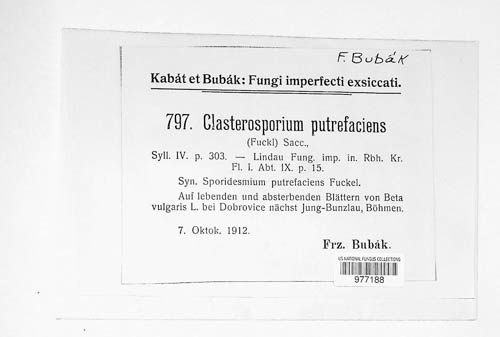 F. Bubák
Kabát et Bubák: Fungi imperfecti exsiccati.
797. Clasterosporium putrefaciens
(Fuckl) Sacc.,
Syll. IV. p. 303. — Lindau Fung. imp. in. Rbh. Kr.
Fl. I. Abt. IX. p. 15.
Syn. Sporidesmium putrefaciens Fuckel.
Auf lebenden und absterbenden Blättern von Beta
vulgaris L. bei Dobrovice nächst Jung-Bunzlau, Böhmen.
7. Oktok. 1912.
Frz. Bubák.
US NATIONAL FUNGUS COLLECTIONS
977188